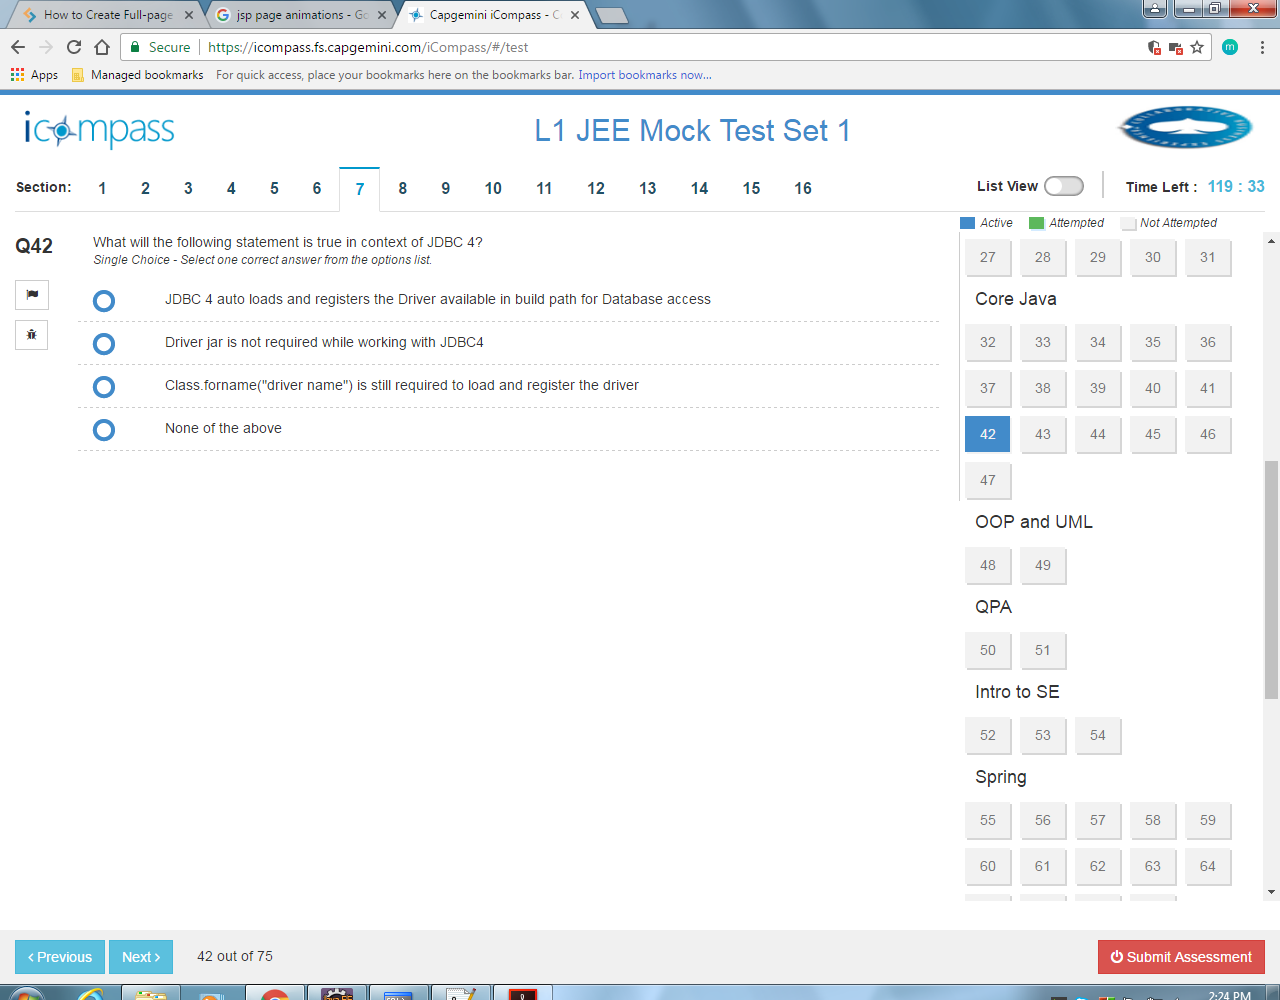 How to Create Full-page
jsp page animations - Go
Capgemini iCompass - C
Secure
https://icompass.fs.capgemini.com/iCompass/#/test
m
Apps
Managed bookmarks
For quick access, place your bookmarks here on the bookmarks bar. Import bookmarks now...
icompass
L1 JEE Mock Test Set 1
Section: 1 2 3 4 5 6 7 8 9 10 11 12 13 14 15 16
List View
Time Left : 119 : 33
Active Attempted Not Attempted
Q42
What will the following statement is true in context of JDBC 4?
Single Choice - Select one correct answer from the options list.
JDBC 4 auto loads and registers the Driver available in build path for Database access
Driver jar is not required while working with JDBC4
Class.forname("driver name") is still required to load and register the driver
None of the above
27 28 29 30 31
Core Java
32 33 34 35 36
37 38 39 40 41
42 43 44 45 46
47
OOP and UML
48 49
QPA
50 51
Intro to SE
52 53 54
Spring
55 56 57 58 59
60 61 62 63 64
Previous
Next
42 out of 75
Submit Assessment
2:24 PM